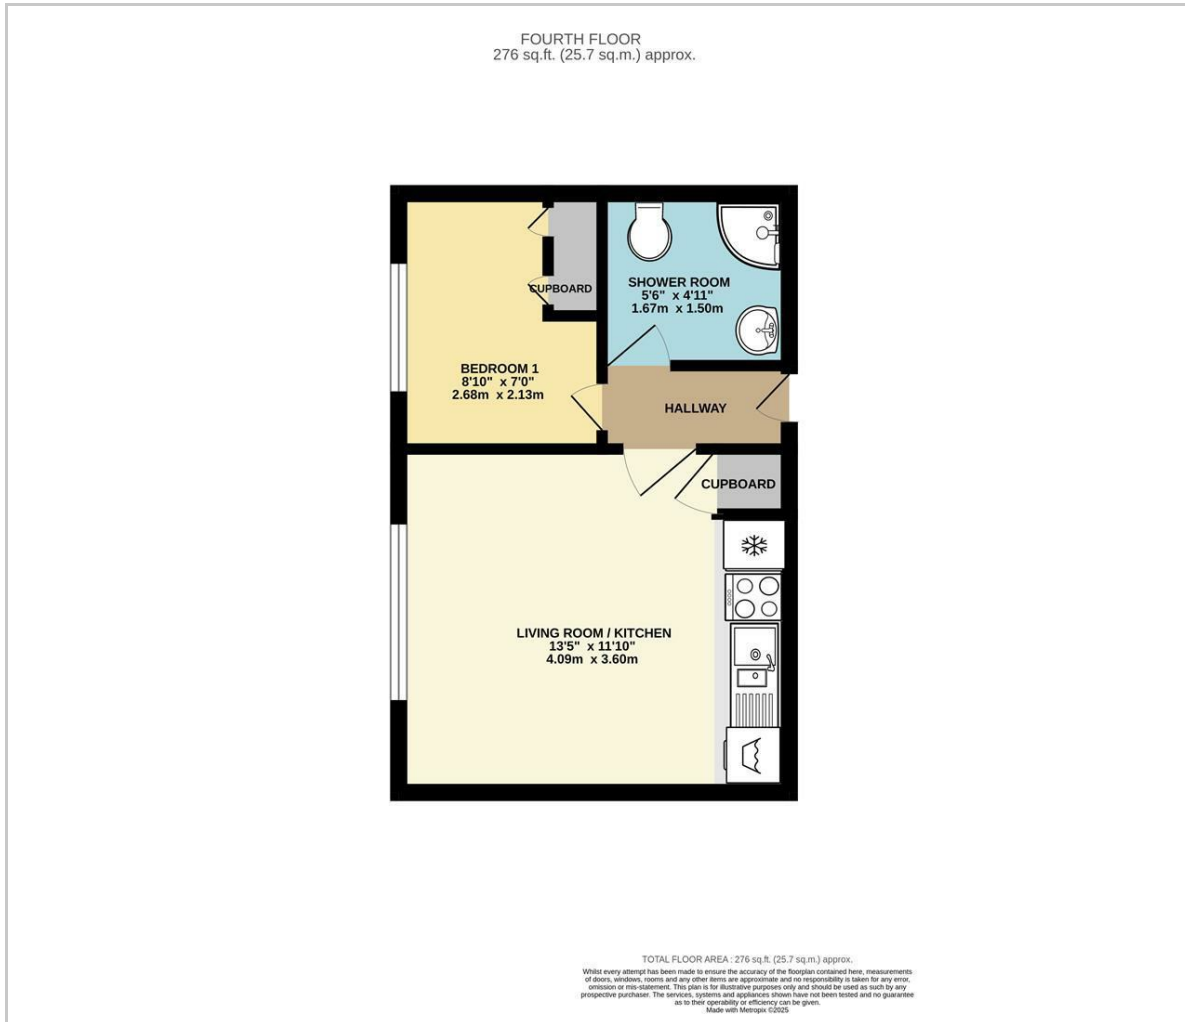 FOURTH FLOOR
276 sq.ft. (25.7 sq.m.) approx.
CUPBOARD
SHOWER ROOM
5'6" x 4'11"
1.67m x 1.50m
BEDROOM 1
8'10" x 7'0"
2.68m x 2.13m
HALLWAY
CUPBOARD
LIVING ROOM / KITCHEN
13'5" x 11'10"
4.09m x 3.60m
TOTAL FLOOR AREA : 276 sq.ft. (25.7 sq.m.) approx.
Whilst every attempt has been made to ensure the accuracy of the floorplan contained here, measurements
of doors, windows, rooms and any other items are approximate and no responsibility is taken for any error,
omission or mis-statement. This plan is for illustrative purposes only and should be used as such by any
prospective purchaser. The services, systems and appliances shown have not been tested and no guarantee
as to their operability or efficiency can be given.
Made with Metropix ©2025